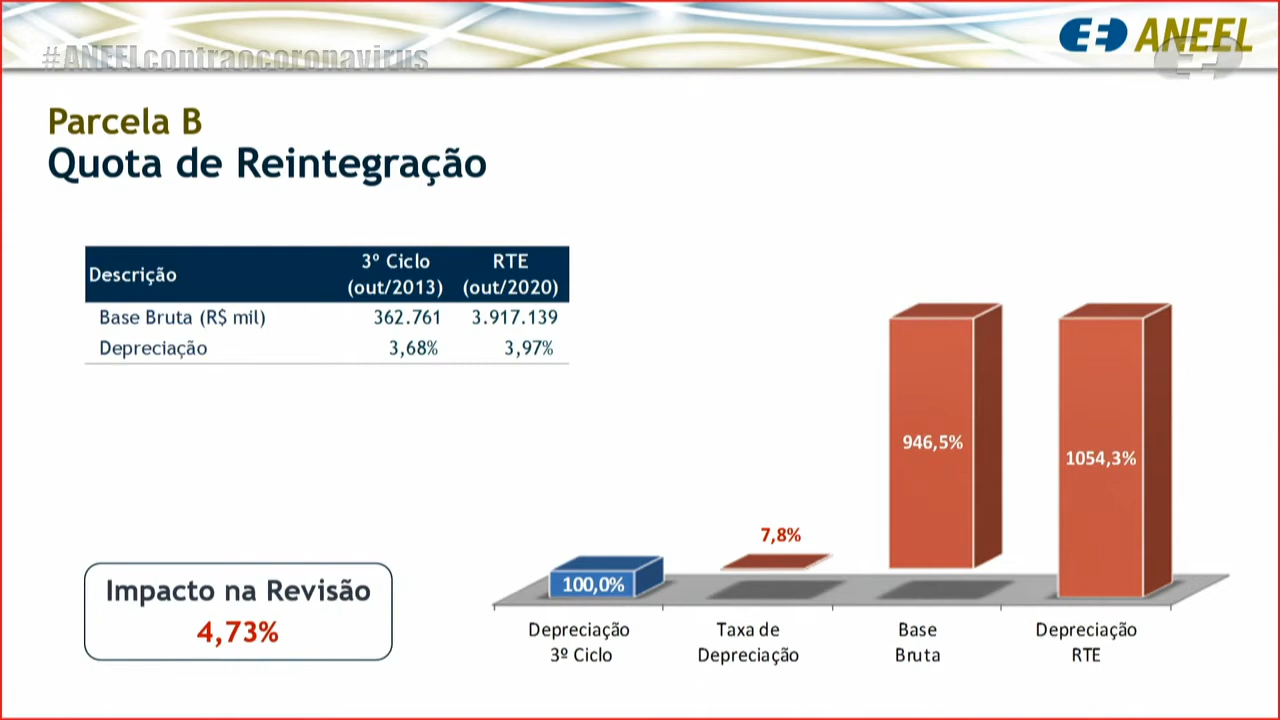 #ANEELcontraocoronavirus
ANEEL
Parcela B
Quota de Reintegração
Descrição
3º Ciclo (out/2013)
RTE (out/2020)
Base Bruta (R$ mil) 362.761 3.917.139
Depreciação 3,68% 3,97%
Impacto na Revisão
4,73%
100,0%
7,8%
946,5%
1054,3%
Depreciação
3º Ciclo
Taxa de
Depreciação
Base
Bruta
Depreciação
RTE